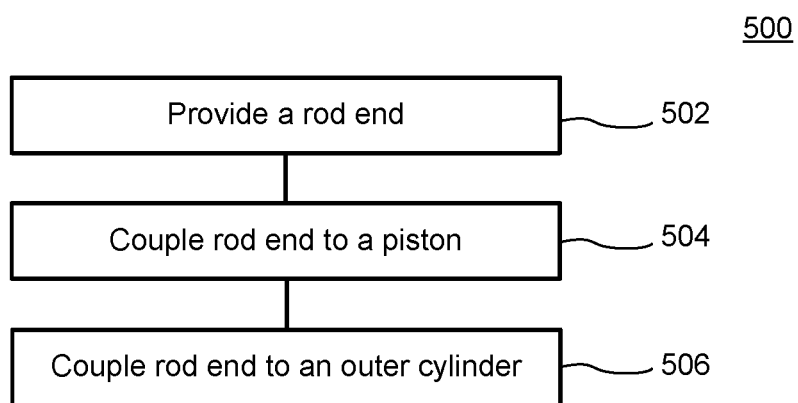 500
Provide a rod end
502
Couple rod end to a piston
504
Couple rod end to an outer cylinder
506